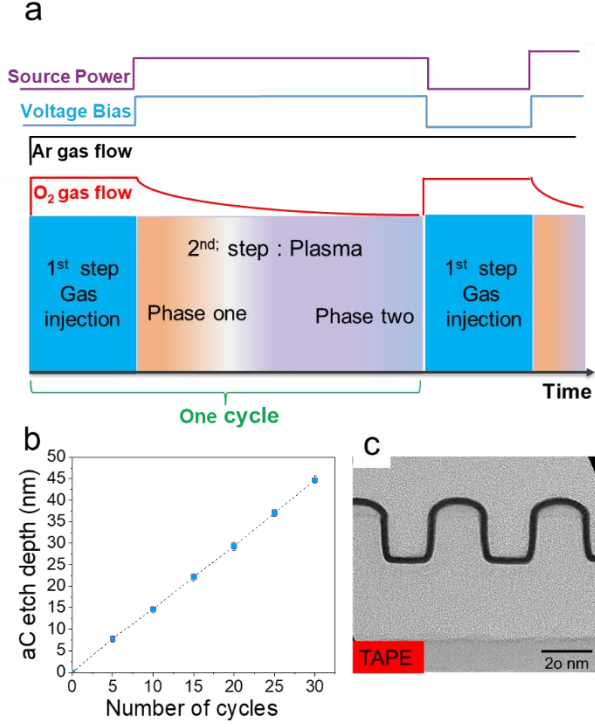 a
Source Power
Voltage Bias
Ar gas flow
O₂ gas flow
1st step
Gas
injection
2nd; step : Plasma
Phase one
Phase two
1st step
Gas
injection
Time
One cycle
b
50
45
40
35
30
25
20
15
10
5
0
aC etch depth (nm)
0 5 10 15 20 25 30
Number of cycles
c
TAPE
2o nm